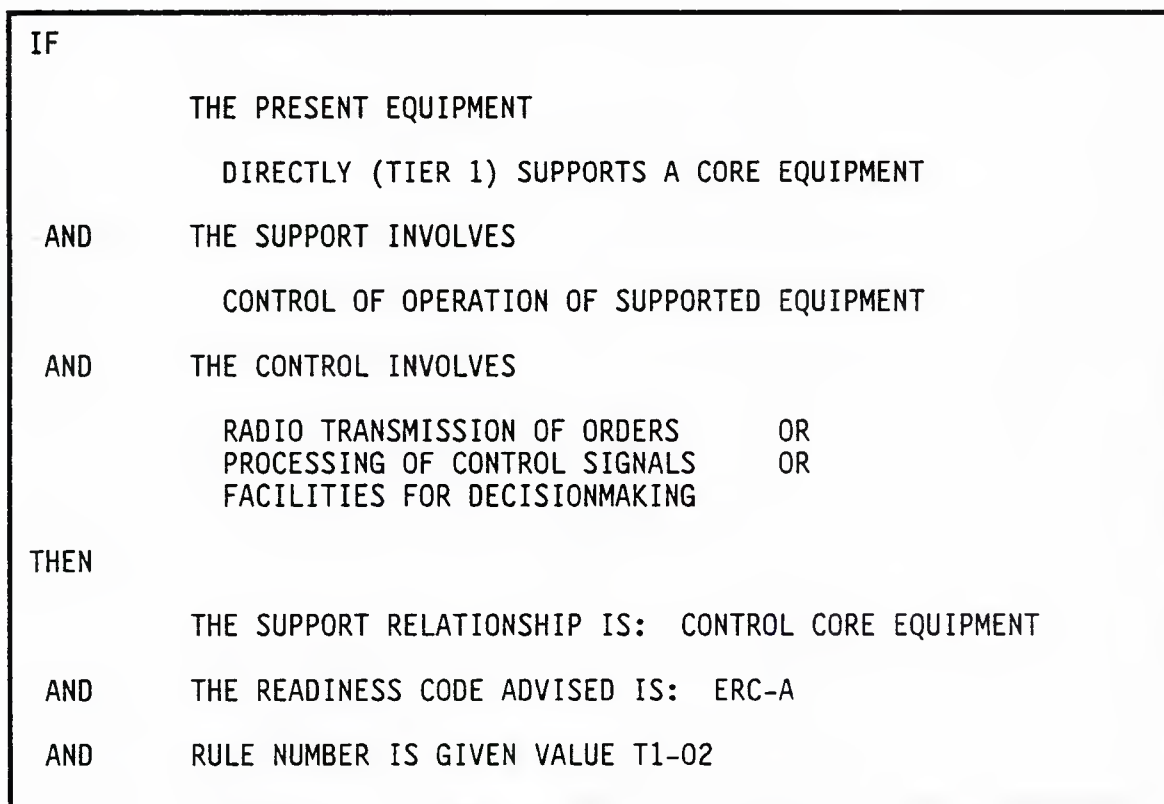 IF
THE PRESENT EQUIPMENT
DIRECTLY (TIER 1) SUPPORTS A CORE EQUIPMENT
AND THE SUPPORT INVOLVES
CONTROL OF OPERATION OF SUPPORTED EQUIPMENT
AND THE CONTROL INVOLVES
RADIO TRANSMISSION OF ORDERS OR
PROCESSING OF CONTROL SIGNALS OR
FACILITIES FOR DECISIONMAKING
THEN
THE SUPPORT RELATIONSHIP IS: CONTROL CORE EQUIPMENT
AND THE READINESS CODE ADVISED IS: ERC-A
AND RULE NUMBER IS GIVEN VALUE T1-02